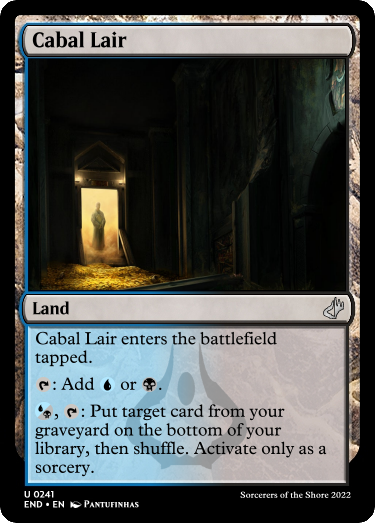 Cabal Lair
Land
Cabal Lair enters the battlefield
tapped.
: Add or .
, : Put target card from your
graveyard on the bottom of your
library, then shuffle. Activate only as a
sorcery.
U 0241
END • EN Pantufinhas
Sorcerers of the Shore 2022